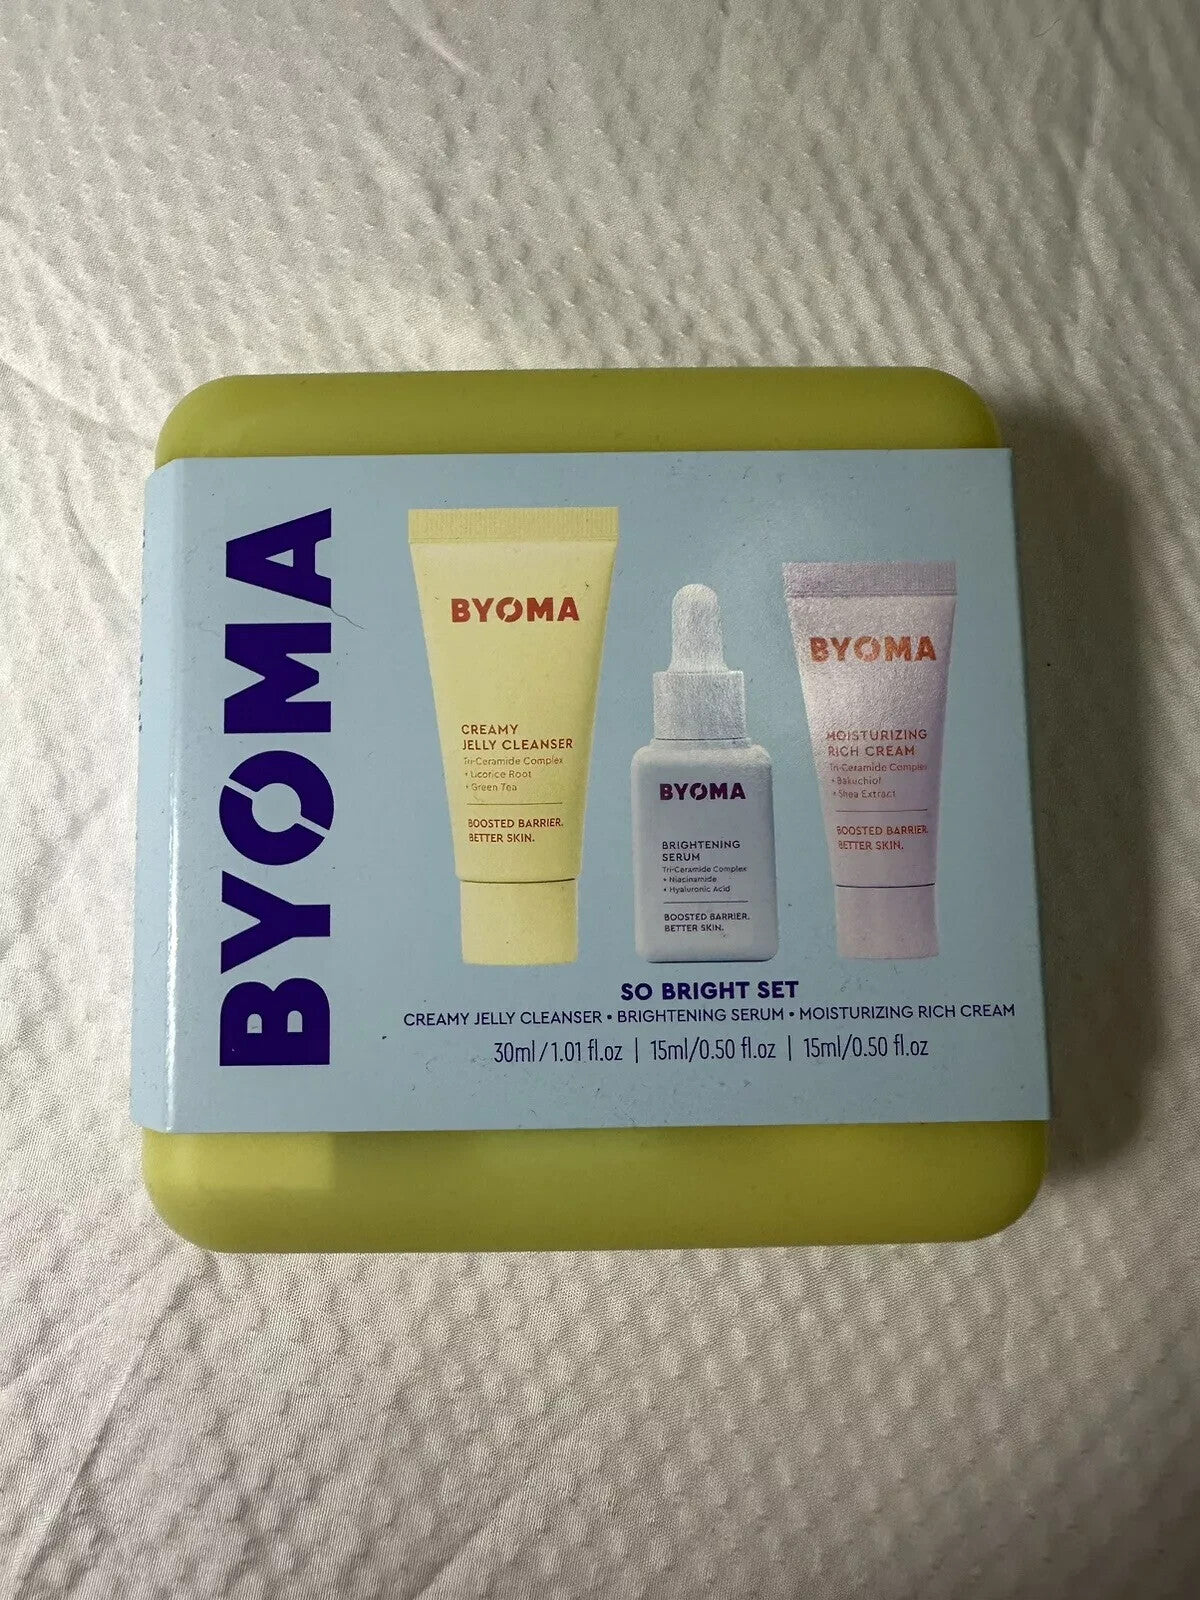 BYOMA
BYOMA
CREAMY
JELLY CLEANSER
Tri-Ceramide Complex
+ Licorice Root
+ Green Tea
BOOSTED BARRIER.
BETTER SKIN.
BYOMA
BRIGHTENING
SERUM
Tri-Ceramide Complex
+ Niacinamide
+ Hyaluronic Acid
BOOSTED BARRIER.
BETTER SKIN.
BYOMA
MOISTURIZING
RICH CREAM
Tri-Ceramide Complex
+ Bakuchiol
+ Shea Extract
BOOSTED BARRIER.
BETTER SKIN.
SO BRIGHT SET
CREAMY JELLY CLEANSER • BRIGHTENING SERUM • MOISTURIZING RICH CREAM
30ml/1.01 fl.oz | 15ml/0.50 fl.oz | 15ml/0.50 fl.oz